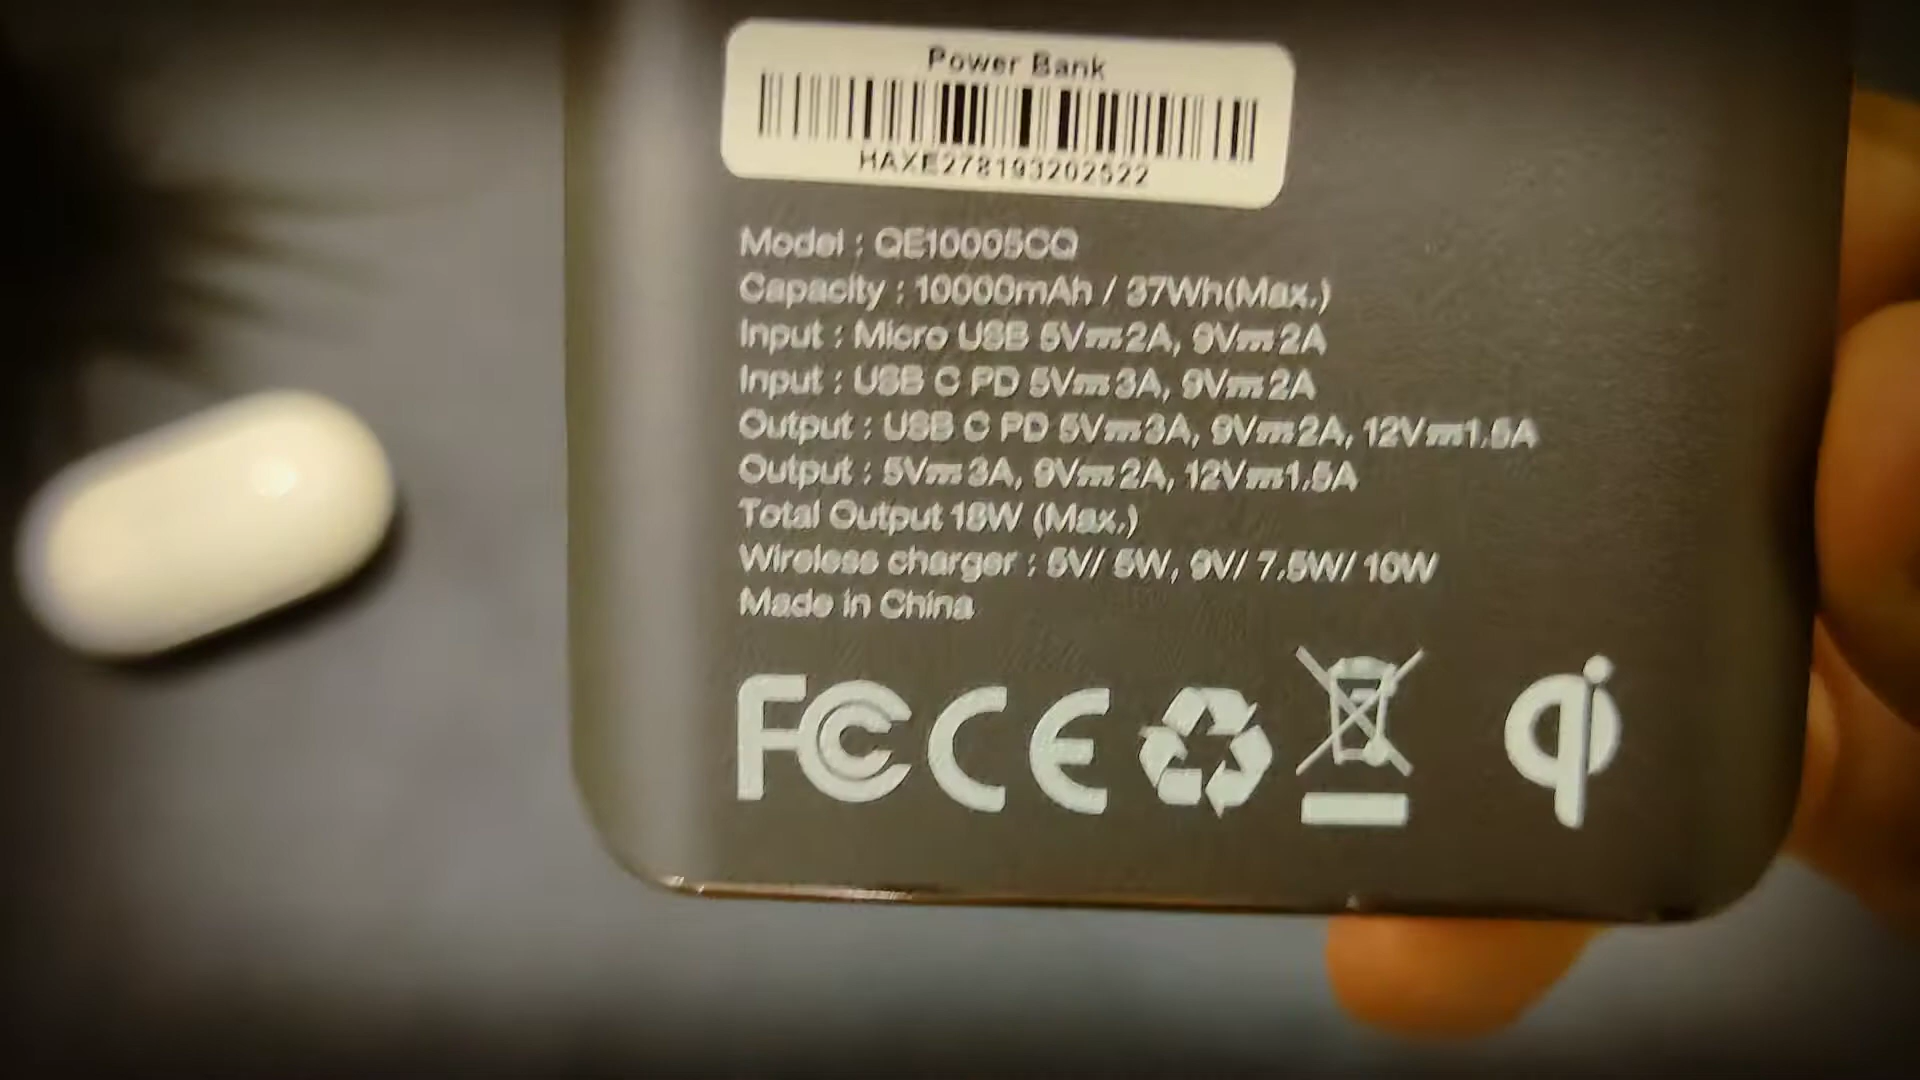 Power Bank
HAXE278193202522
Model : QE10005CQ
Capacity : 10000mAh / 37Wh(Max.)
Input : Micro USB 5V⎓2A, 9V⎓2A
Input : USB C PD 5V⎓3A, 9V⎓2A
Output : USB C PD 5V⎓3A, 9V⎓2A, 12V⎓1.5A
Output : 5V⎓3A, 9V⎓2A, 12V⎓1.5A
Total Output 18W (Max.)
Wireless charger : 5V/ 5W, 9V/ 7.5W/ 10W
Made in China
FC CE qi